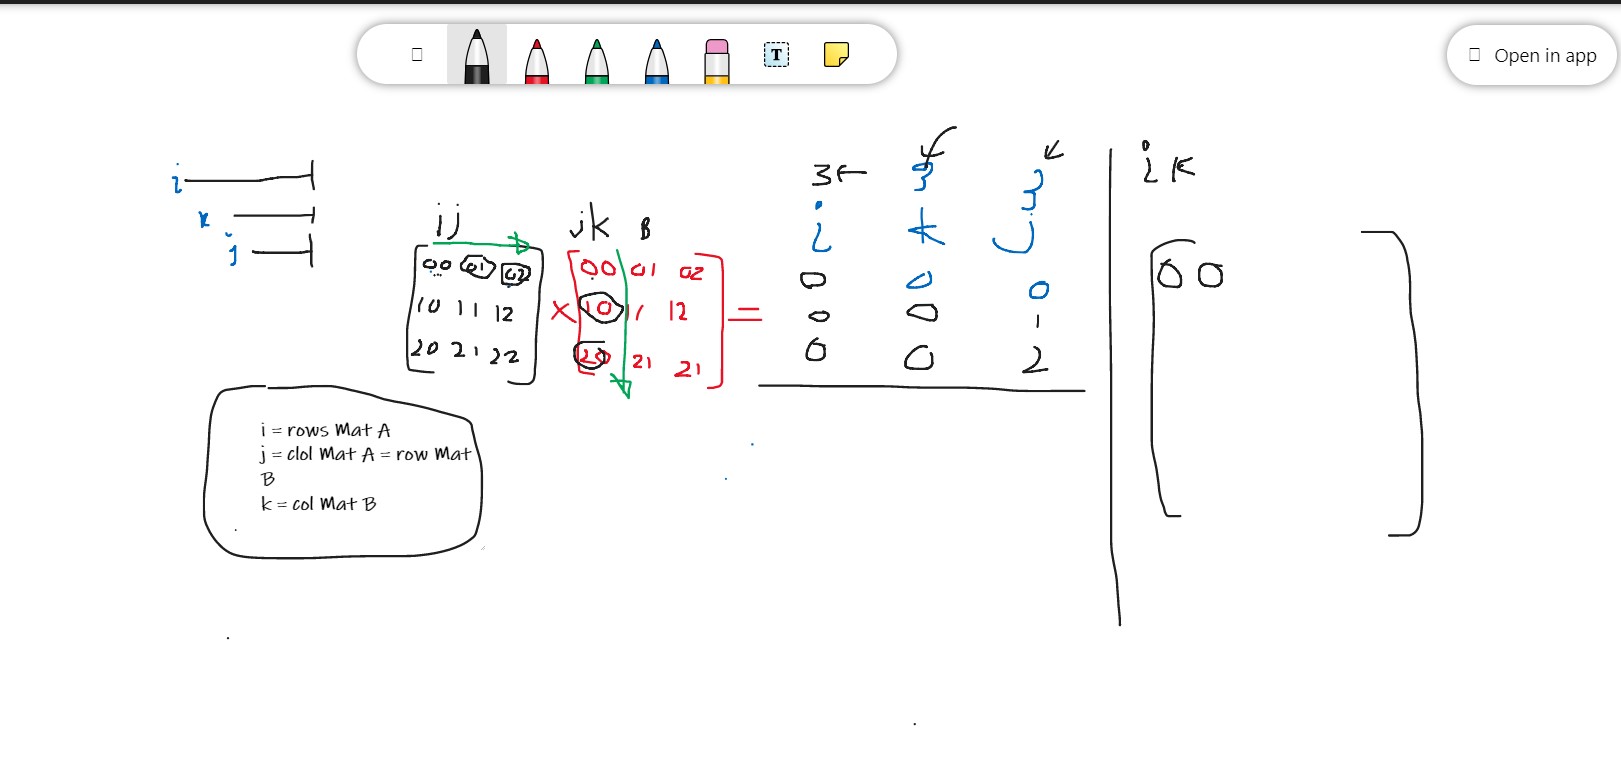 T
Open in app
i
k
j
ij
00 01 02
10 11 12
20 21 22
x
jk B
00 01 02
10 11 12
20 21 21
=
3 3 3
i k j
0 0 0
0 0 1
0 0 2
ik
00
i = rows Mat A
j = clol Mat A = row Mat
B
k = col Mat B